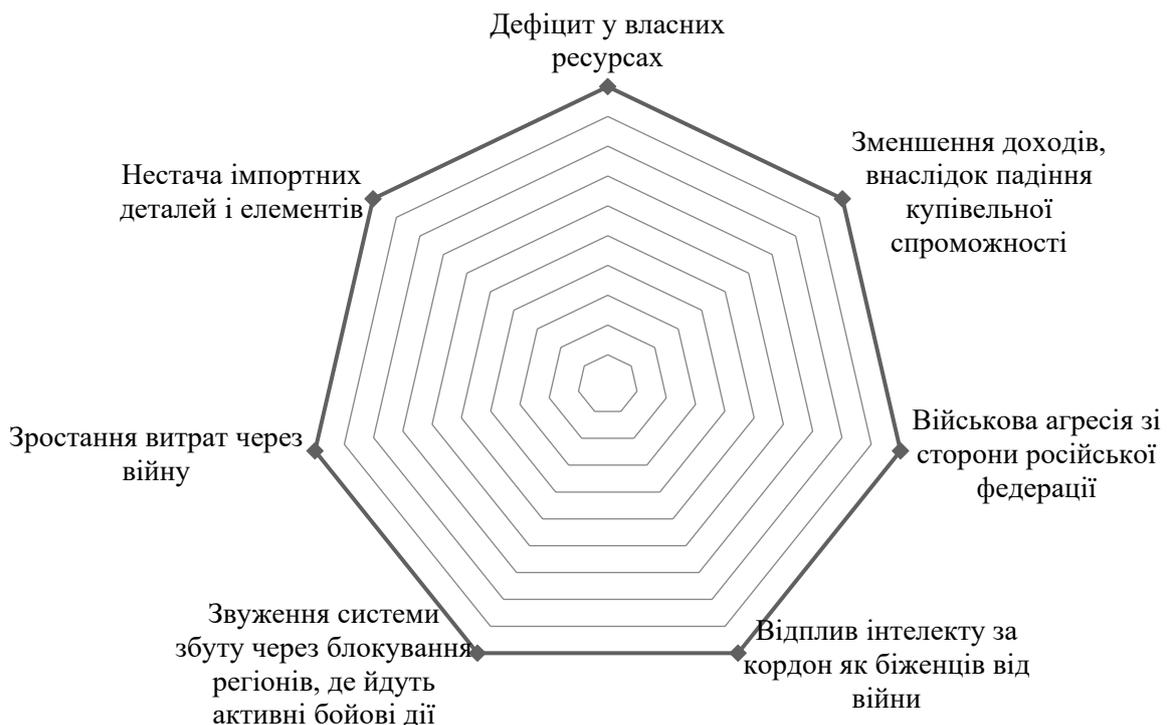 Дефіцит у власних
ресурсах
Зменшення доходів,
внаслідок падіння
купівельної
спроможності
Військова агресія зі
сторони російської
федерації
Відплив інтелекту за
кордон як біженців від
війни
Звуження системи
збуту через блокування
регіонів, де йдуть
активні бойові дії
Зростання витрат через
війну
Нестача імпортних
деталей і елементів